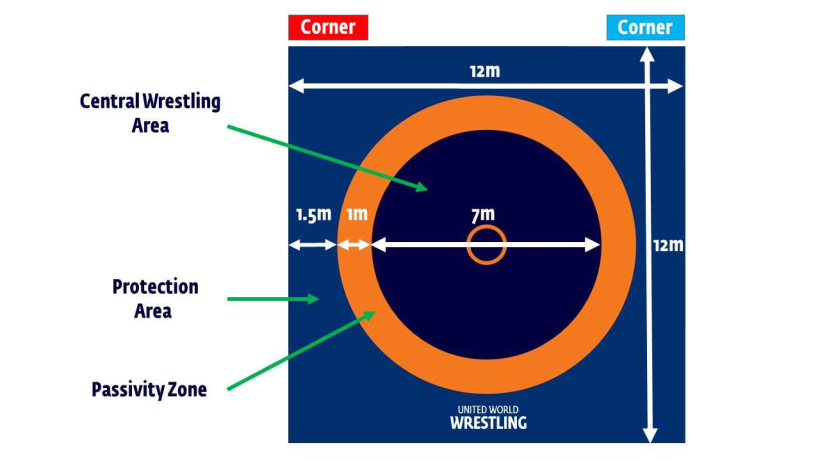 Corner
Corner
12m
Central Wrestling
Area
1.5m
1m
7m
12m
Protection
Area
Passivity Zone
UNITED WORLD
WRESTLING